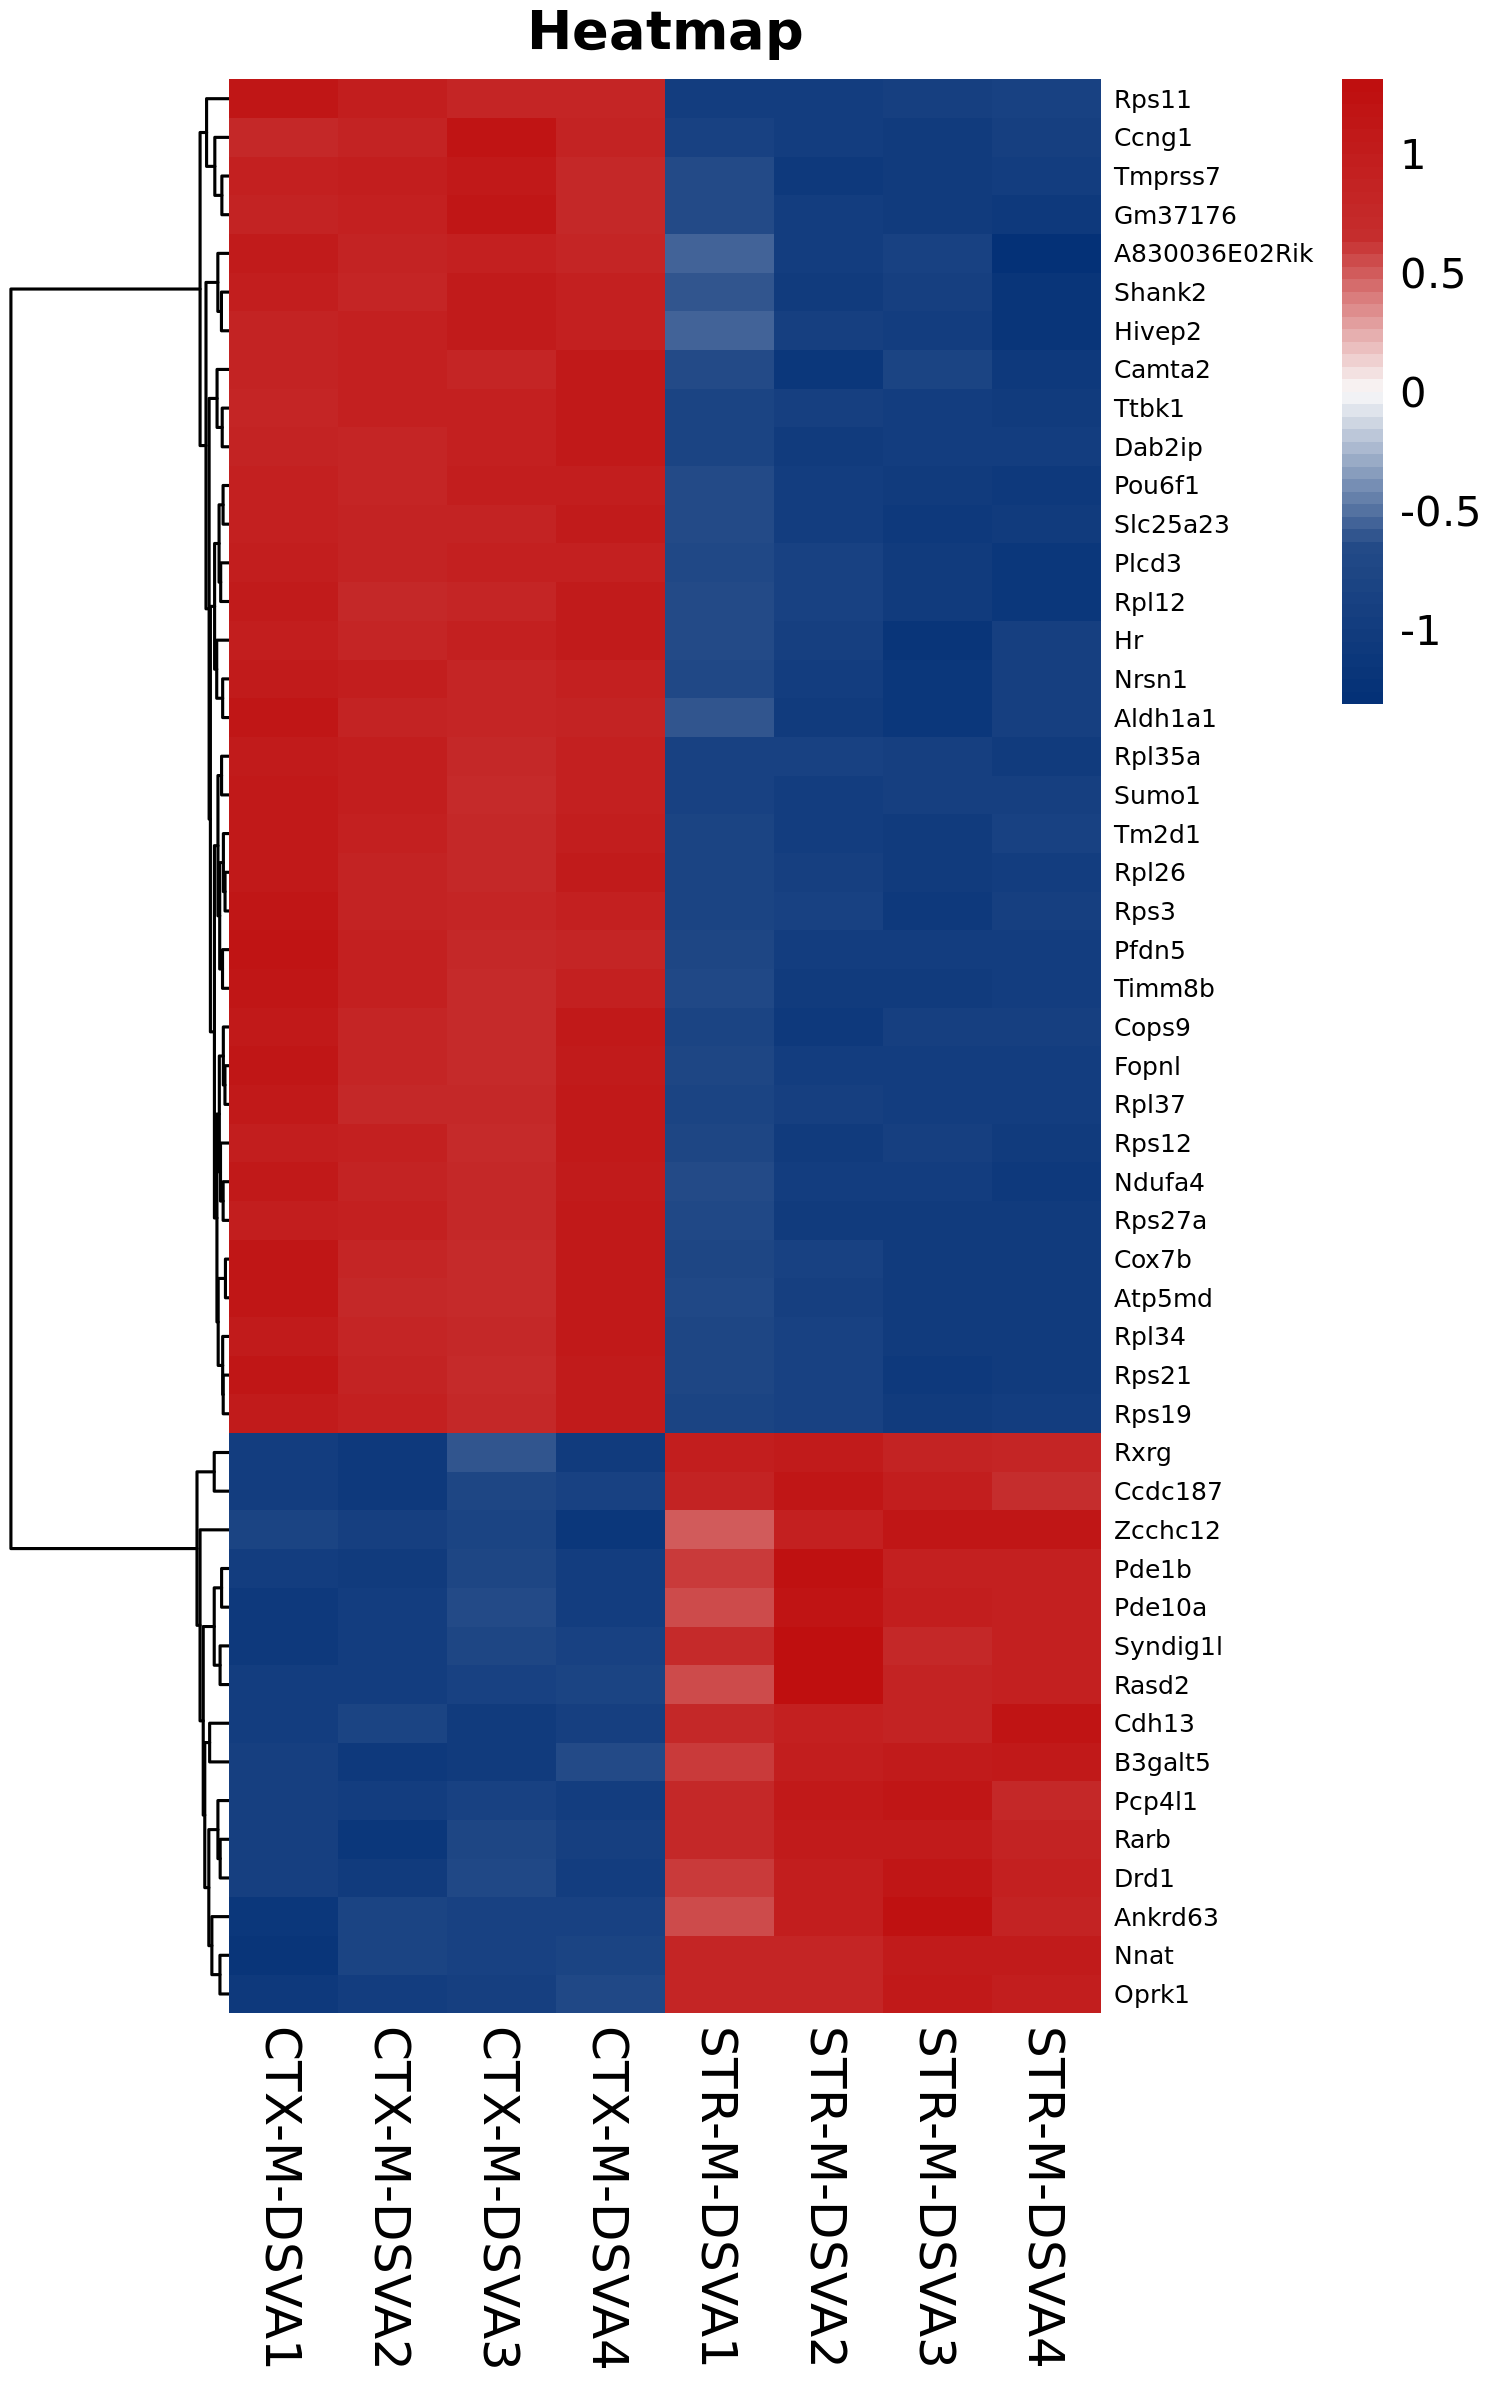 Heatmap
Rps11
Ccng1
Tmprss7
Gm37176
A830036E02Rik
Shank2
Hivep2
Camta2
Ttbk1
Dab2ip
Pou6f1
Slc25a23
Plcd3
Rpl12
Hr
Nrsn1
Aldh1a1
Rpl35a
Sumo1
Tm2d1
Rpl26
Rps3
Pfdn5
Timm8b
Cops9
Fopnl
Rpl37
Rps12
Ndufa4
Rps27a
Cox7b
Atp5md
Rpl34
Rps21
Rps19
Rxrg
Ccdc187
Zcchc12
Pde1b
Pde10a
Syndig1l
Rasd2
Cdh13
B3galt5
Pcp4l1
Rarb
Drd1
Ankrd63
Nnat
Oprk1
1
0.5
0
-0.5
-1
CTX-M-DSVA1
CTX-M-DSVA2
CTX-M-DSVA3
CTX-M-DSVA4
STR-M-DSVA1
STR-M-DSVA2
STR-M-DSVA3
STR-M-DSVA4